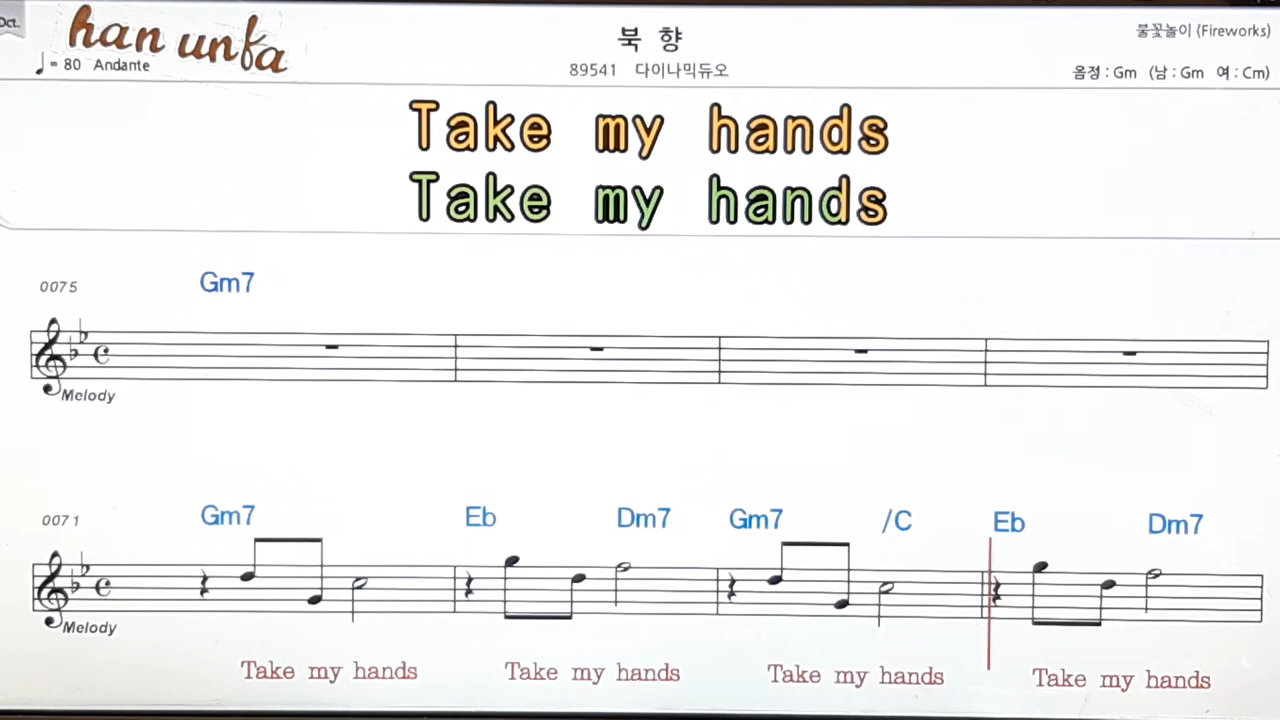 Oct.
han unfa
♩= 80 Andante
북 향
89541 다이나믹듀오
불꽃놀이 (Fireworks)
음정 : Gm (남 : Gm 여 : Cm)
Take my hands
Take my hands
0075 Gm7
Melody
0071 Gm7 Eb Dm7 Gm7 /C Eb Dm7
Melody
Take my hands Take my hands Take my hands Take my hands